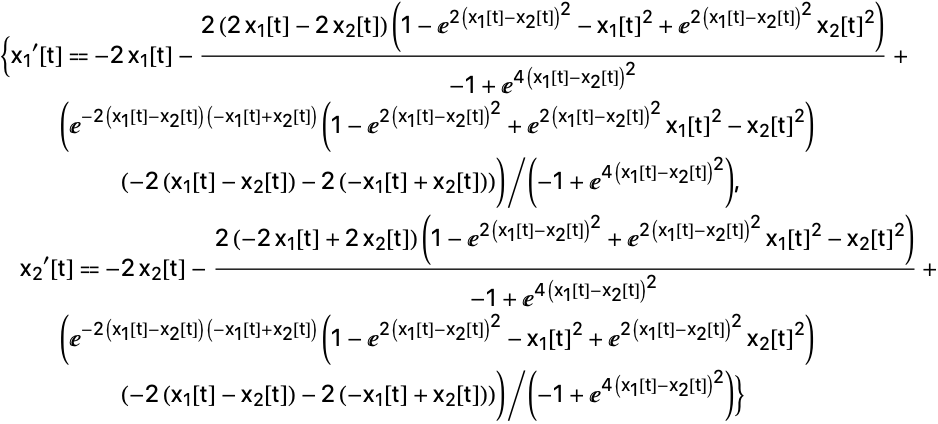 {x₁′[t] == -2 x₁[t] - (2 (2 x₁[t] - 2 x₂[t]) (1 - ⅇ^(2 (x₁[t]-x₂[t])²) - x₁[t]² + ⅇ^(2 (x₁[t]-x₂[t])²) x₂[t]²)) / (-1 + ⅇ^(4 (x₁[t]-x₂[t])²)) +
(ⅇ^(-2 (x₁[t]-x₂[t]) (-x₁[t]+x₂[t])) (1 - ⅇ^(2 (x₁[t]-x₂[t])²) + ⅇ^(2 (x₁[t]-x₂[t])²) x₁[t]² - x₂[t]²)
(-2 (x₁[t] - x₂[t]) - 2 (-x₁[t] + x₂[t]))) / (-1 + ⅇ^(4 (x₁[t]-x₂[t])²)),
x₂′[t] == -2 x₂[t] - (2 (-2 x₁[t] + 2 x₂[t]) (1 - ⅇ^(2 (x₁[t]-x₂[t])²) + ⅇ^(2 (x₁[t]-x₂[t])²) x₁[t]² - x₂[t]²)) / (-1 + ⅇ^(4 (x₁[t]-x₂[t])²)) +
(ⅇ^(-2 (x₁[t]-x₂[t]) (-x₁[t]+x₂[t])) (1 - ⅇ^(2 (x₁[t]-x₂[t])²) - x₁[t]² + ⅇ^(2 (x₁[t]-x₂[t])²) x₂[t]²)
(-2 (x₁[t] - x₂[t]) - 2 (-x₁[t] + x₂[t]))) / (-1 + ⅇ^(4 (x₁[t]-x₂[t])²))}